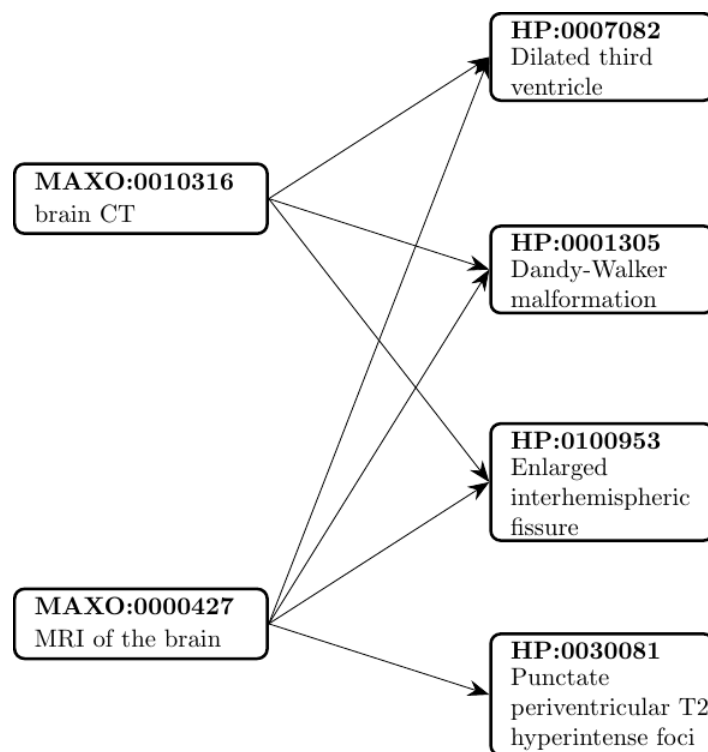 MAXO:0010316
brain CT
MAXO:0000427
MRI of the brain
HP:0007082
Dilated third
ventricle
HP:0001305
Dandy-Walker
malformation
HP:0100953
Enlarged
interhemispheric
fissure
HP:0030081
Punctate
periventricular T2
hyperintense foci